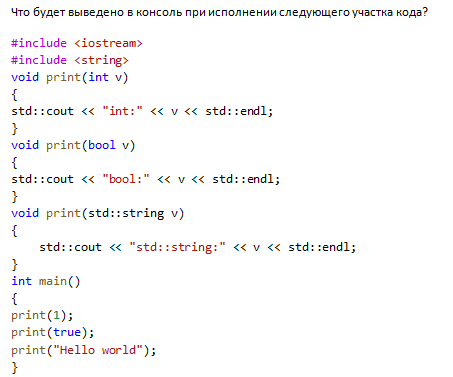 Что будет выведено в консоль при исполнении следующего участка кода?
#include <iostream>
#include <string>
void print(int v)
{
std::cout << "int:" << v << std::endl;
}
void print(bool v)
{
std::cout << "bool:" << v << std::endl;
}
void print(std::string v)
{
    std::cout << "std::string:" << v << std::endl;
}
int main()
{
print(1);
print(true);
print("Hello world");
}